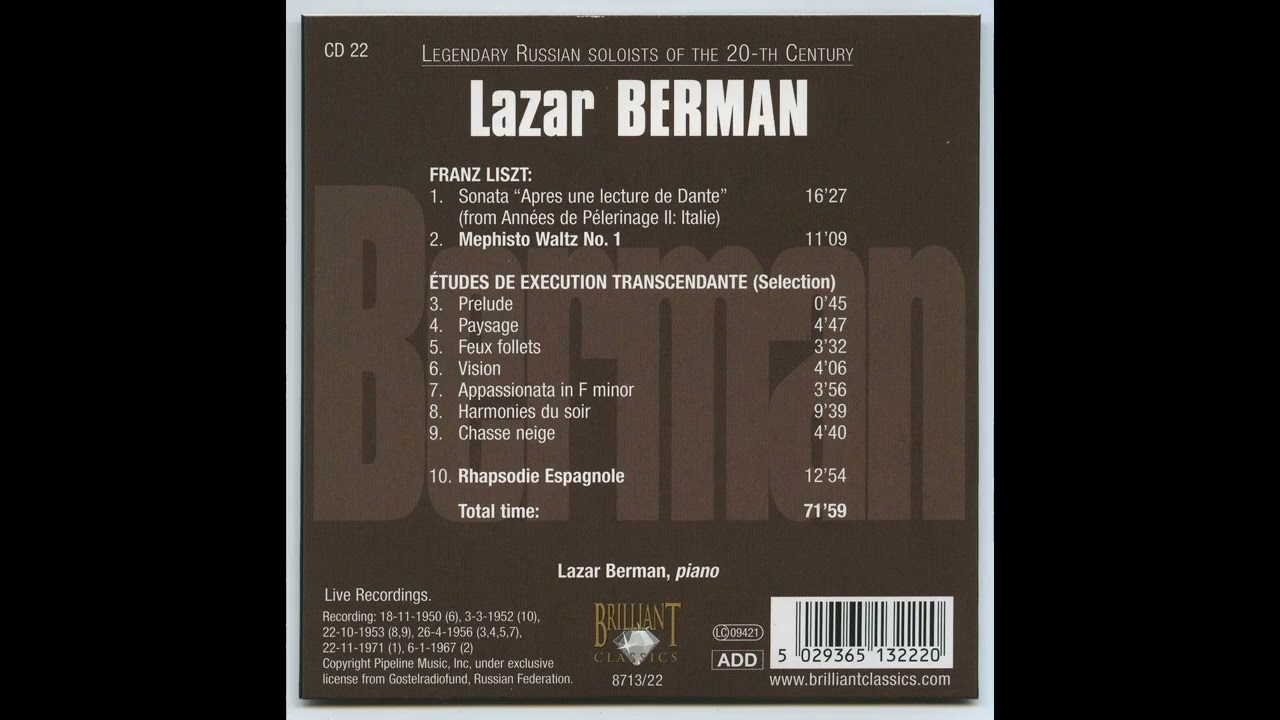 CD 22
LEGENDARY RUSSIAN SOLOISTS OF THE 20-TH CENTURY
Lazar BERMAN
Berman
FRANZ LISZT:
1. Sonata “Apres une lecture de Dante” 16’27
(from Années de Pélerinage II: Italie)
2. Mephisto Waltz No. 1 11’09
ÉTUDES DE EXECUTION TRANSCENDANTE (Selection)
3. Prelude 0’45
4. Paysage 4’47
5. Feux follets 3’32
6. Vision 4’06
7. Appassionata in F minor 3’56
8. Harmonies du soir 9’39
9. Chasse neige 4’40
10. Rhapsodie Espagnole 12’54
Total time: 71’59
Lazar Berman, piano
Live Recordings.
Recording: 18-11-1950 (6), 3-3-1952 (10),
22-10-1953 (8,9), 26-4-1956 (3,4,5,7),
22-11-1971 (1), 6-1-1967 (2)
Copyright Pipeline Music, Inc, under exclusive
license from Gostelradiofund, Russian Federation.
BRILLIANT
CLASSICS
8713/22
LC 09421
ADD
5 029365 132220
www.brilliantclassics.com